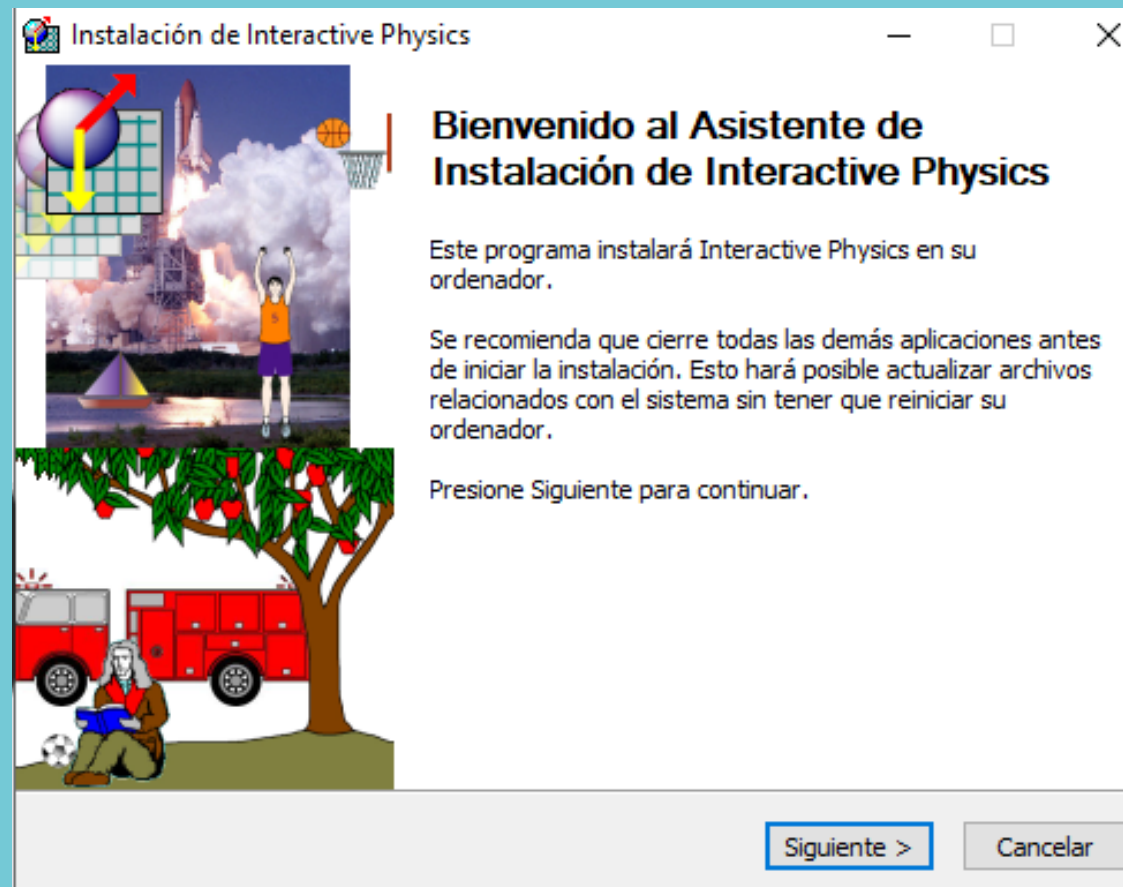 Instalación de Interactive Physics
Bienvenido al Asistente de
Instalación de Interactive Physics
Este programa instalará Interactive Physics en su
ordenador.
Se recomienda que cierre todas las demás aplicaciones antes
de iniciar la instalación. Esto hará posible actualizar archivos
relacionados con el sistema sin tener que reiniciar su
ordenador.
Presione Siguiente para continuar.
5
Siguiente >
Cancelar